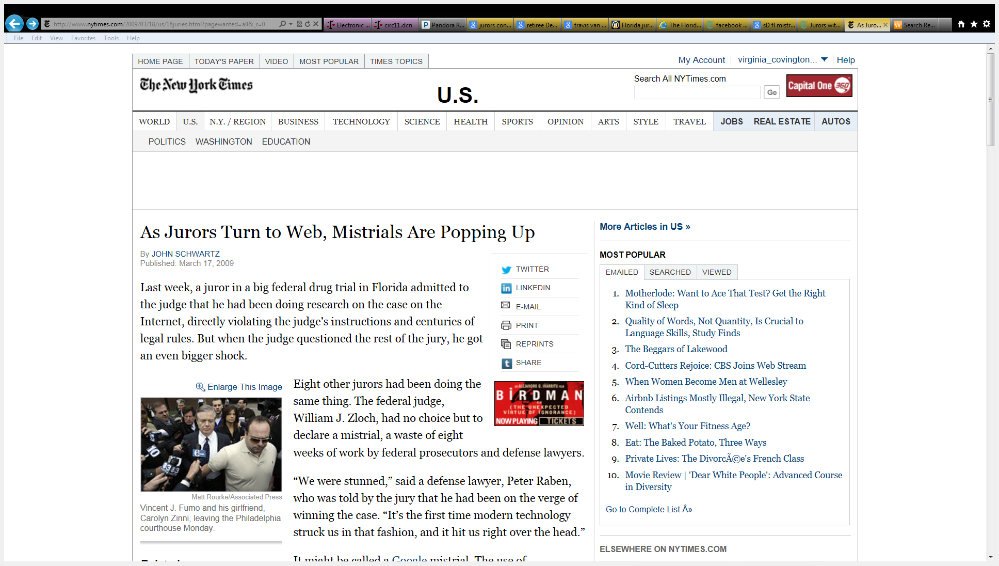 http://www.nytimes.com/2009/03/18/us/18juries.html?pagewanted=all&_r=0
Electronic ...
circ11.dcn
Pandora R...
jurors con...
retiree De...
travis van ...
Florida jur...
The Florid...
facebook ...
sD fl mistr...
Jurors wit...
As Juro...
Search Re...
File Edit View Favorites Tools Help
HOME PAGE TODAY'S PAPER VIDEO MOST POPULAR TIMES TOPICS
My Account virginia_covington... Help
The New York Times
U.S.
Search All NYTimes.com
Go
Capital One 360
WORLD U.S. N.Y. / REGION BUSINESS TECHNOLOGY SCIENCE HEALTH SPORTS OPINION ARTS STYLE TRAVEL JOBS REAL ESTATE AUTOS
POLITICS WASHINGTON EDUCATION
As Jurors Turn to Web, Mistrials Are Popping Up
By JOHN SCHWARTZ
Published: March 17, 2009
Last week, a juror in a big federal drug trial in Florida admitted to
the judge that he had been doing research on the case on the
Internet, directly violating the judge’s instructions and centuries of
legal rules. But when the judge questioned the rest of the jury, he got
an even bigger shock.
TWITTER
LINKEDIN
E-MAIL
PRINT
REPRINTS
SHARE
AN ALEJANDRO G. IÑÁRRITU FILM
BIRDMAN
OR
(THE UNEXPECTED
VIRTUE OF IGNORANCE)
NOW PLAYING TICKETS
Enlarge This Image
10
6
3 3
Matt Rourke/Associated Press
Vincent J. Fumo and his girlfriend,
Carolyn Zinni, leaving the Philadelphia
courthouse Monday.
Eight other jurors had been doing the
same thing. The federal judge,
William J. Zloch, had no choice but to
declare a mistrial, a waste of eight
weeks of work by federal prosecutors and defense lawyers.
“We were stunned,” said a defense lawyer, Peter Raben,
who was told by the jury that he had been on the verge of
winning the case. “It’s the first time modern technology
struck us in that fashion, and it hit us right over the head.”
It might be called a Google mistrial. The use of
More Articles in US »
MOST POPULAR
EMAILED SEARCHED VIEWED
1. Motherlode: Want to Ace That Test? Get the Right
Kind of Sleep
2. Quality of Words, Not Quantity, Is Crucial to
Language Skills, Study Finds
3. The Beggars of Lakewood
4. Cord-Cutters Rejoice: CBS Joins Web Stream
5. When Women Become Men at Wellesley
6. Airbnb Listings Mostly Illegal, New York State
Contends
7. Well: What's Your Fitness Age?
8. Eat: The Baked Potato, Three Ways
9. Private Lives: The DivorcÃ©e's French Class
10. Movie Review | 'Dear White People': Advanced Course
in Diversity
Go to Complete List Â»
ELSEWHERE ON NYTIMES.COM